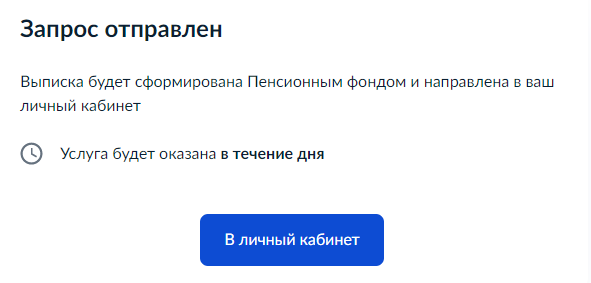 Запрос отправлен
Выписка будет сформирована Пенсионным фондом и направлена в ваш
личный кабинет
Услуга будет оказана в течение дня
В личный кабинет